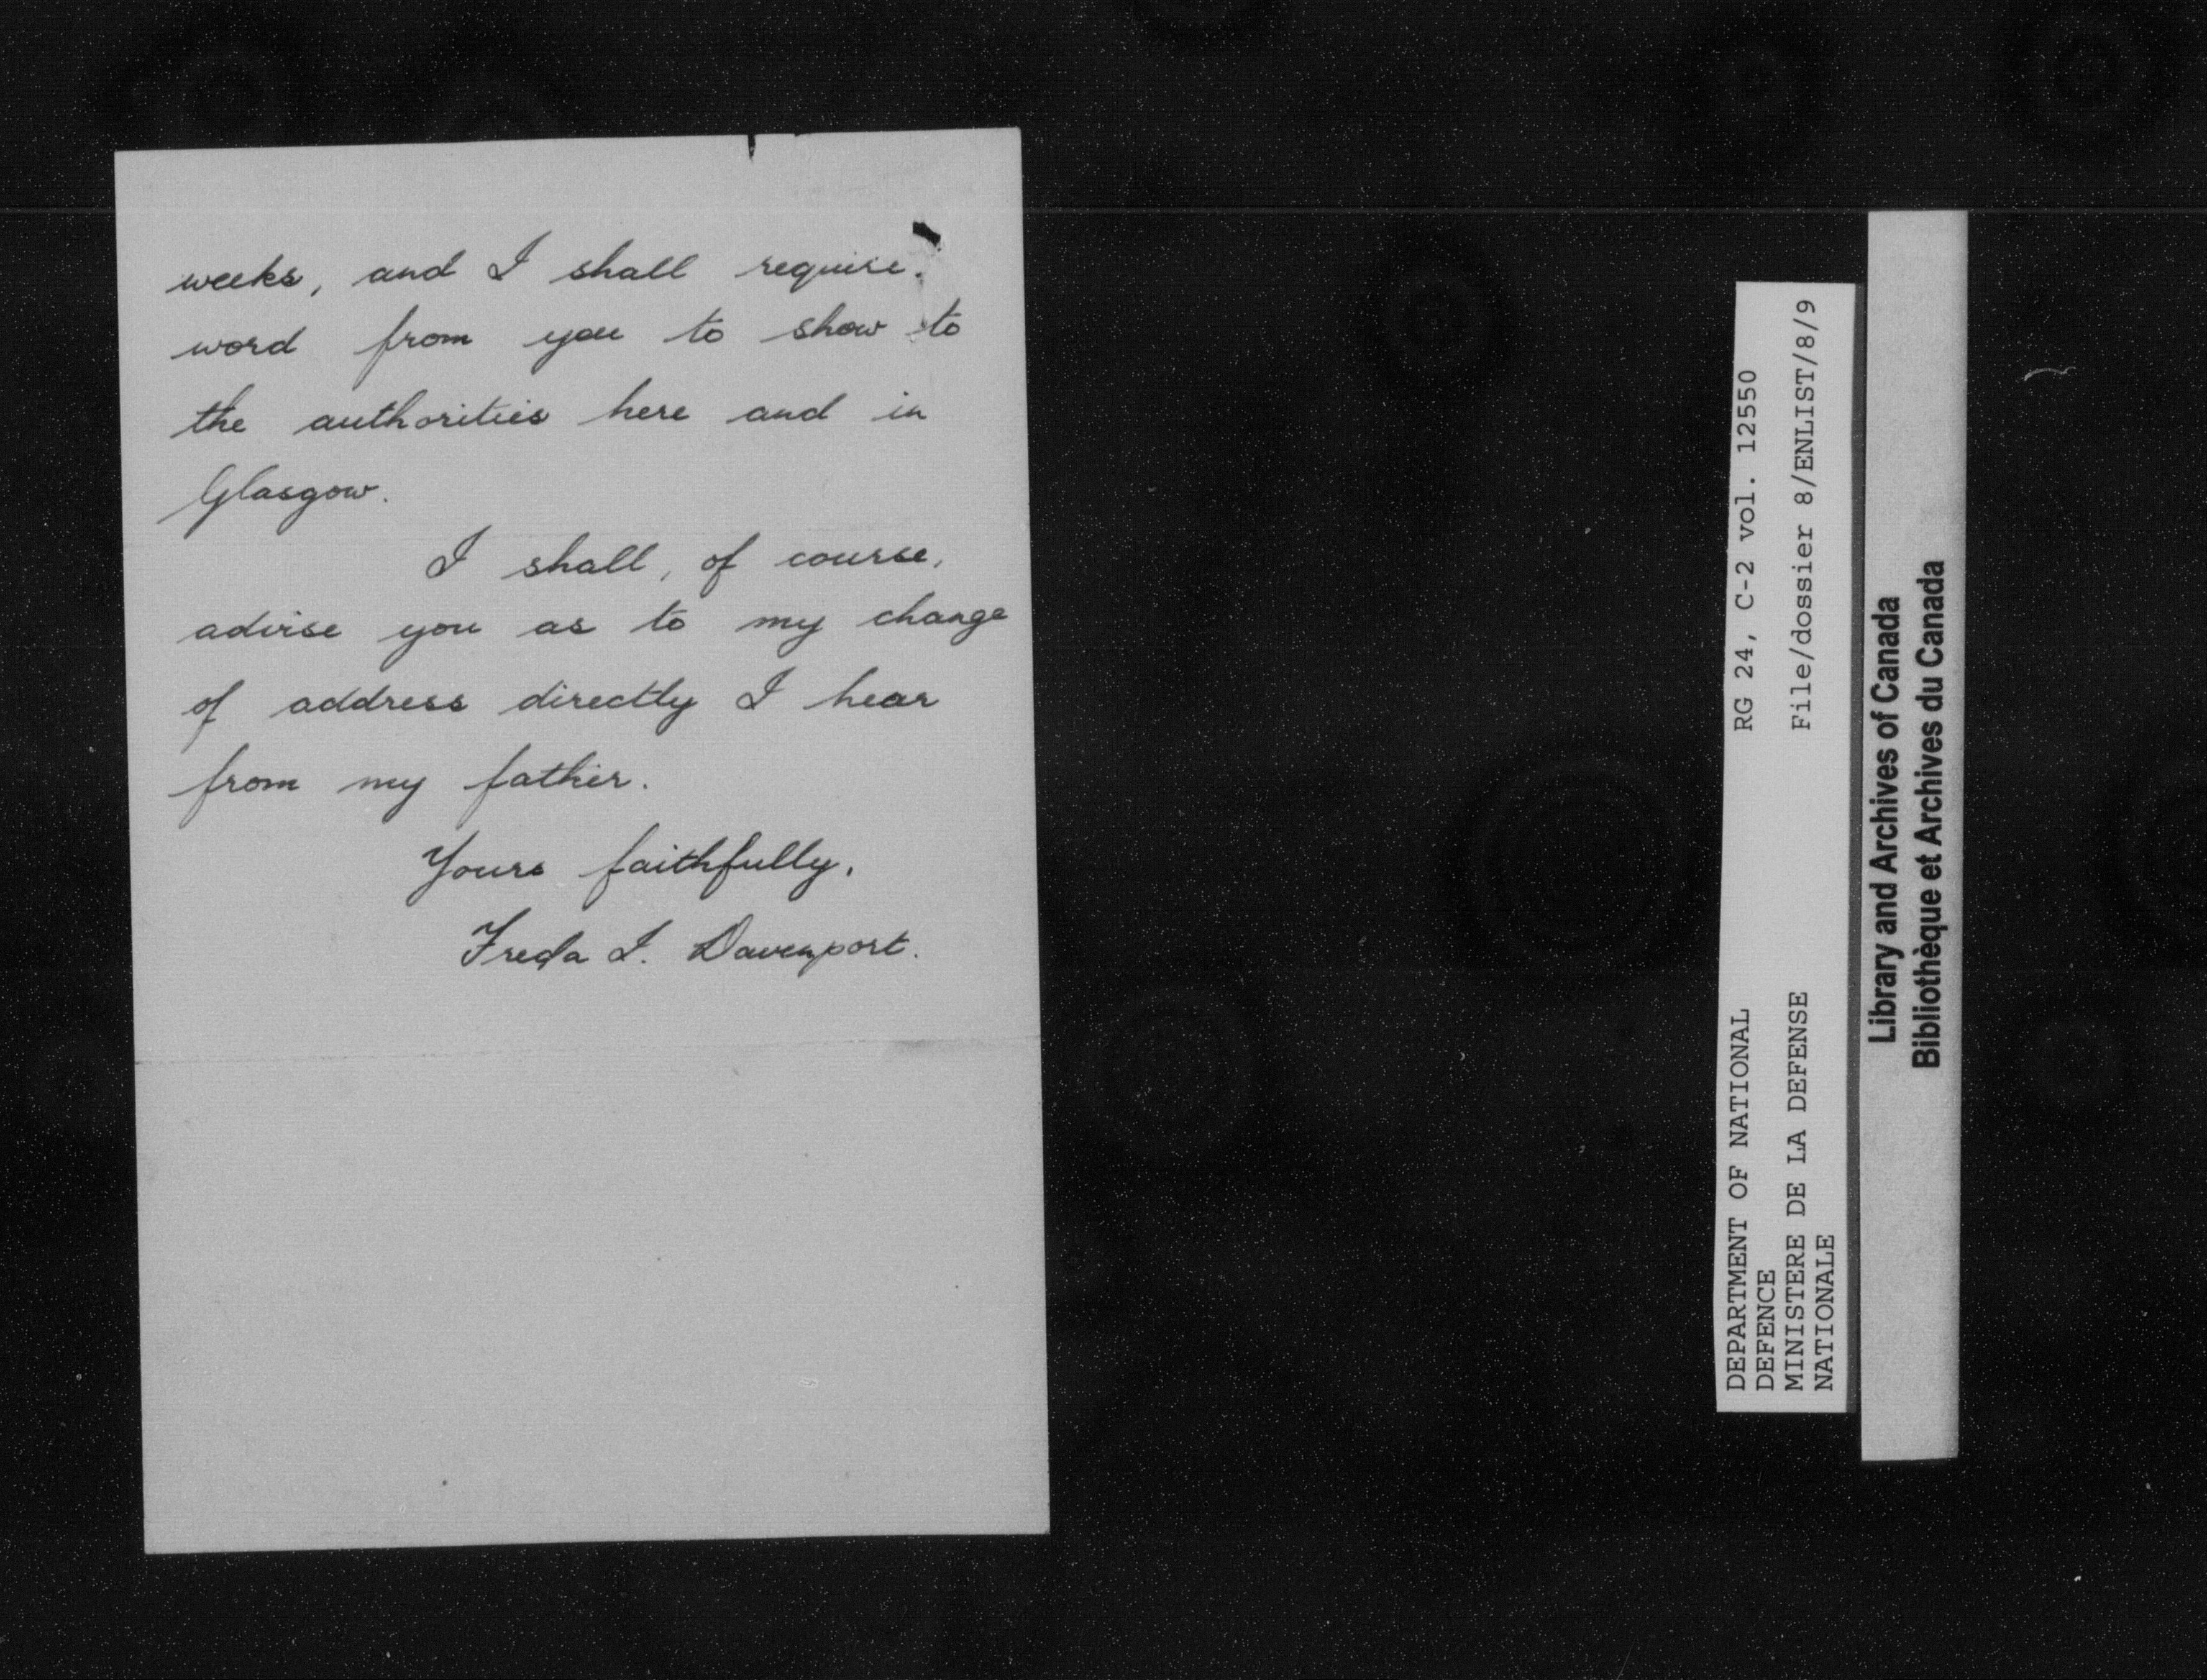 weeks, and I shall require.
word from you to show to
the authorities here and in
Glasgow.
I shall, of course,
advise you as to my change
of address directly I hear
from my father.
Yours faithfully,
Freda I. Davenport.
DEPARTMENT OF NATIONAL
DEFENCE
MINISTERE DE LA DEFENSE
NATIONALE
RG 24, C-2 vol. 12550
File/dossier 8/ENLIST/8/9
Library and Archives of Canada
Bibliothèque et Archives du Canada